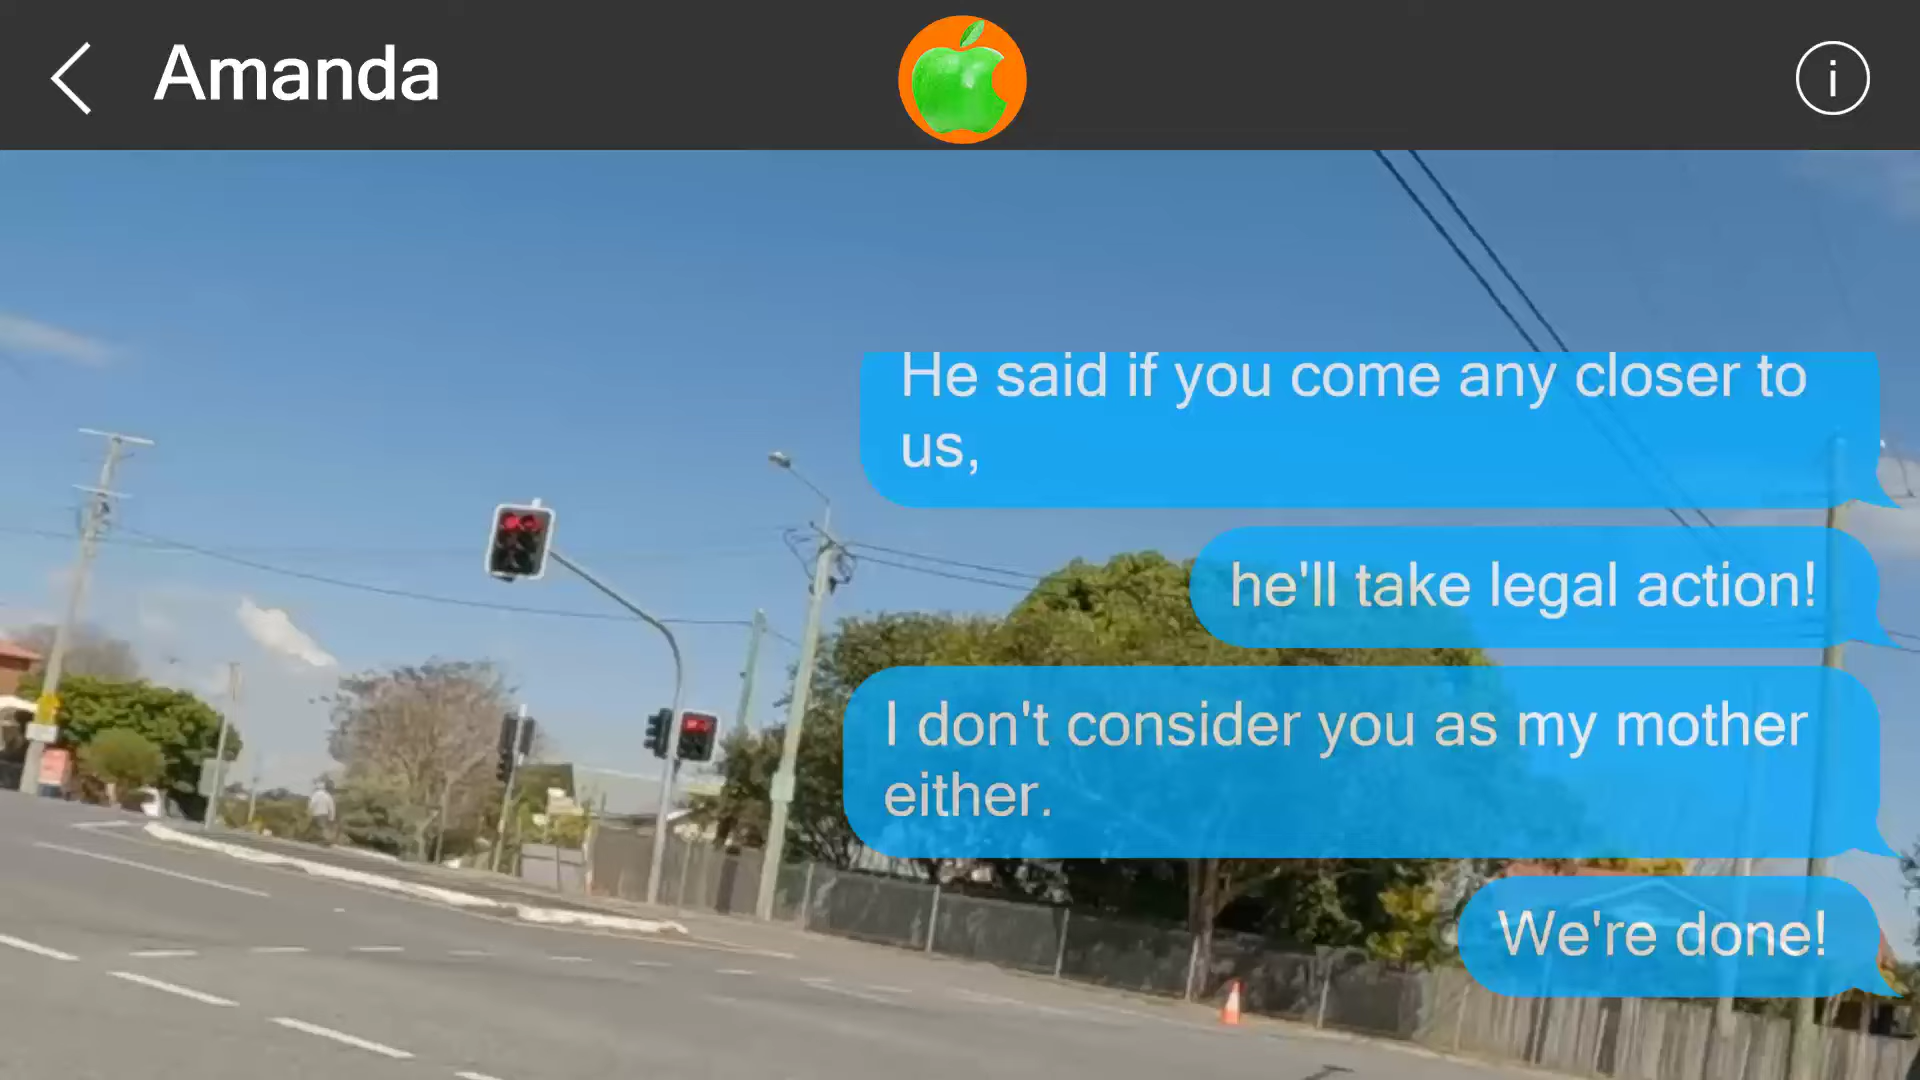 Amanda
i
He said if you come any closer to
us,
he'll take legal action!
I don't consider you as my mother
either.
We're done!